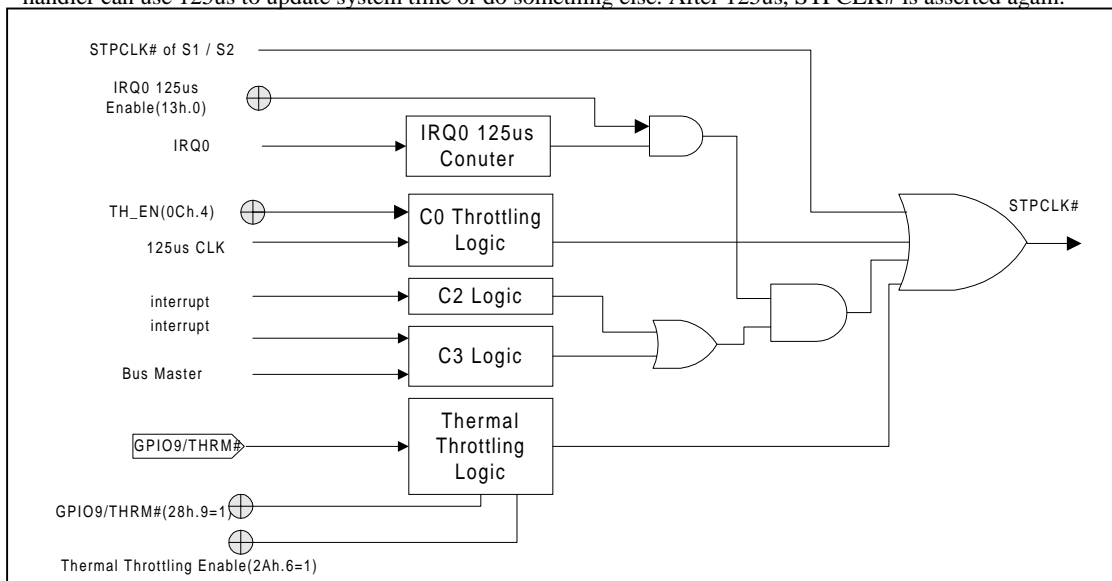 handler can use 125us to update system time or do something else. After 125us, STPCLK# is asserted again.
STPCLK# of S1 / S2
IRQ0 125us
Enable(13h.0)
IRQ0
IRQ0 125us
Conuter
TH_EN(0Ch.4)
125us CLK
C0 Throttling
Logic
STPCLK#
interrupt
interrupt
C2 Logic
C3 Logic
Bus Master
Thermal
Throttling
Logic
GPIO9/THRM#
GPIO9/THRM#(28h.9=1)
Thermal Throttling Enable(2Ah.6=1)